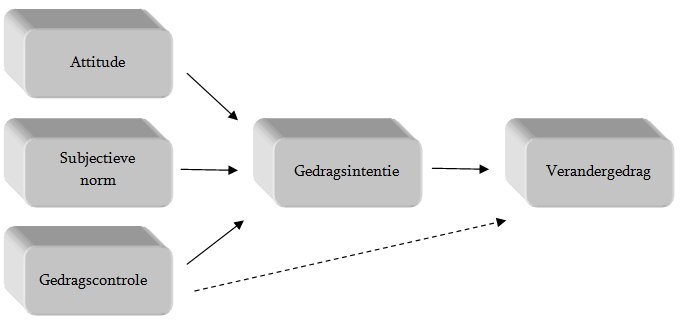 Attitude
Subjectieve
norm
Gedragsintentie
Verandergedrag
Gedragscontrole